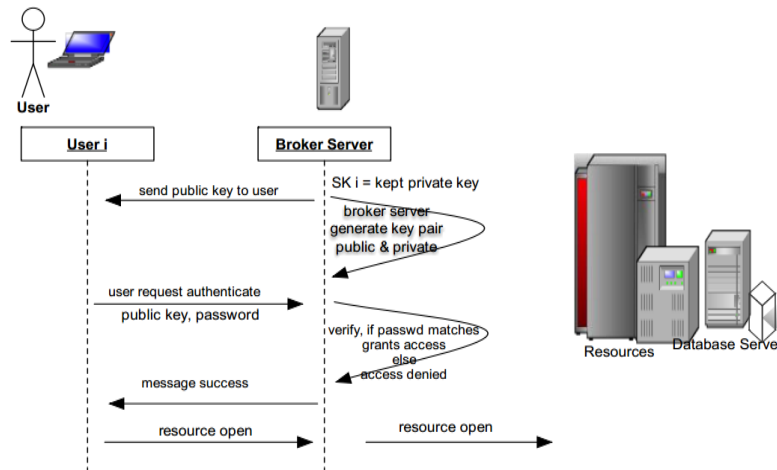 User
User i
Broker Server
send public key to user
SK i = kept private key
broker server
generate key pair
public & private
user request authenticate
public key, password
verify, if passwd matches
grants access
else
access denied
Resources
Database Serve
message success
resource open
resource open